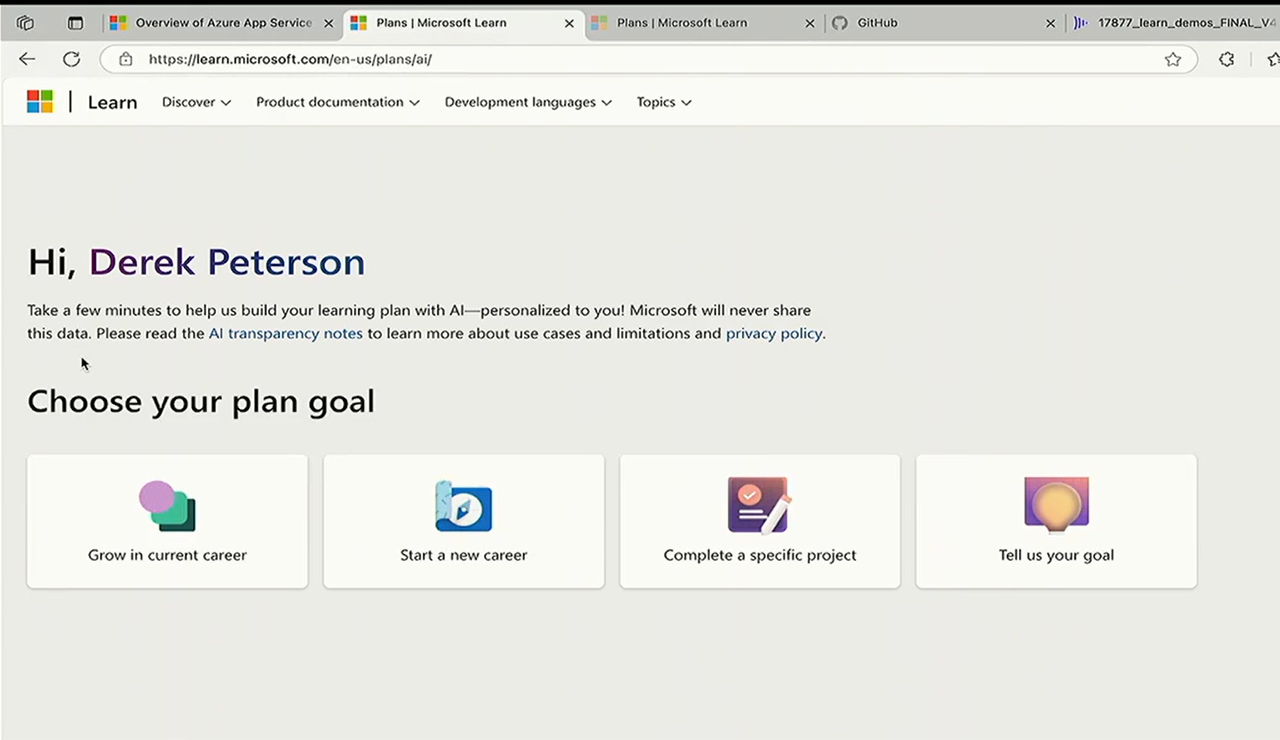 Overview of Azure App Service
Plans | Microsoft Learn
Plans | Microsoft Learn
GitHub
17877_learn_demos_FINAL_V4
https://learn.microsoft.com/en-us/plans/ai/
Learn
Discover
Product documentation
Development languages
Topics
Hi, Derek Peterson
Take a few minutes to help us build your learning plan with AI—personalized to you! Microsoft will never share
this data. Please read the AI transparency notes to learn more about use cases and limitations and privacy policy.
Choose your plan goal
Grow in current career
Start a new career
Complete a specific project
Tell us your goal